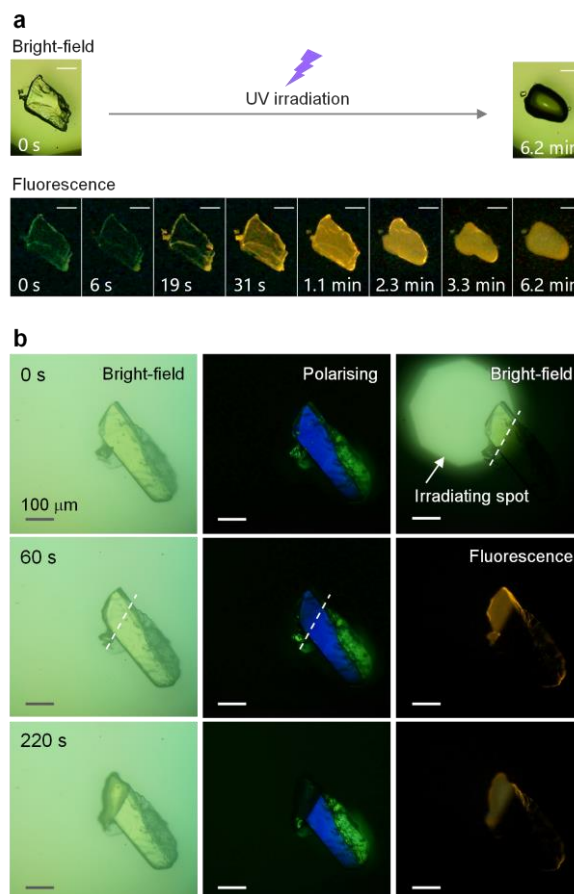 a
Bright-field
UV irradiation
0 s
6.2 min
Fluorescence
0 s
6 s
19 s
31 s
1.1 min
2.3 min
3.3 min
6.2 min
b
0 s
Bright-field
100 μm
Polarising
Bright-field
Irradiating spot
60 s
Fluorescence
220 s